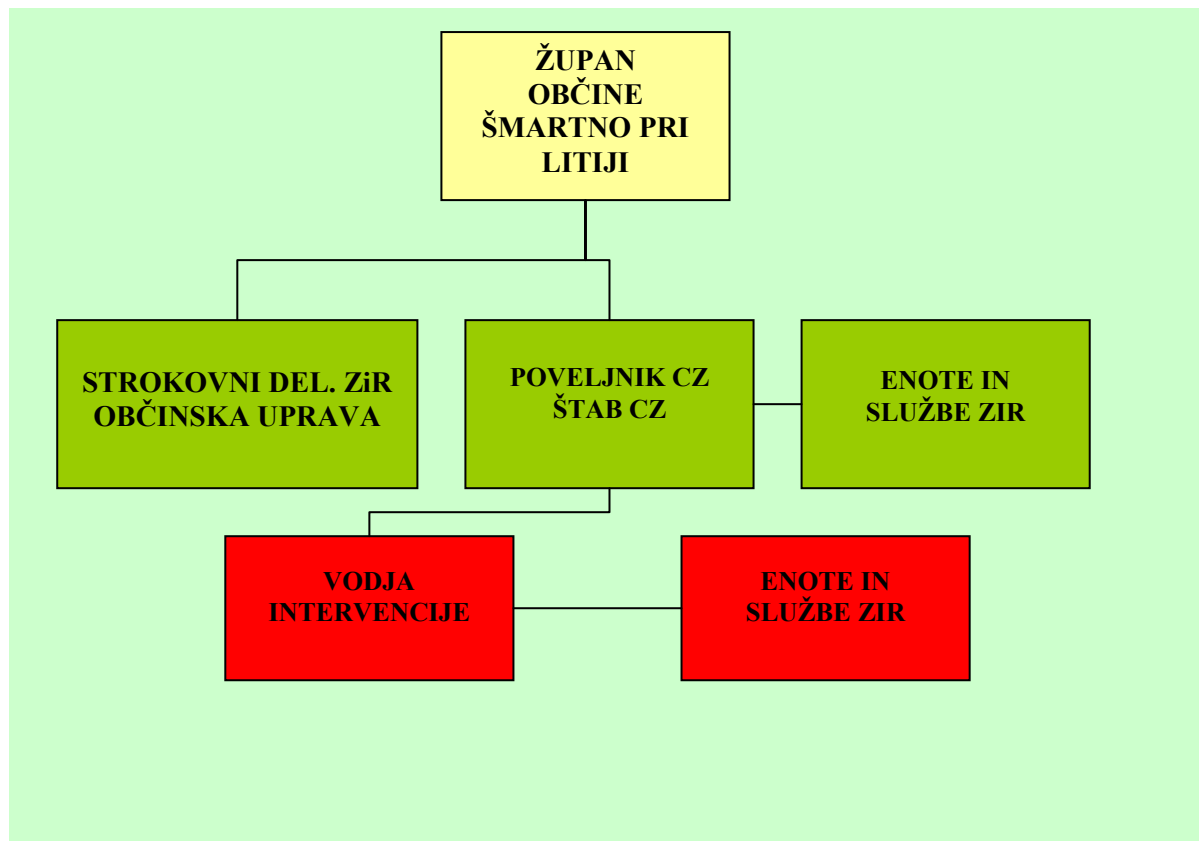 ŽUPAN
OBČINE
ŠMARTNO PRI
LITIJI
STROKOVNI DEL. ZiR
OBČINSKA UPRAVA
POVELJNIK CZ
ŠTAB CZ
ENOTE IN
SLUŽBE ZIR
VODJA
INTERVENCIJE
ENOTE IN
SLUŽBE ZIR